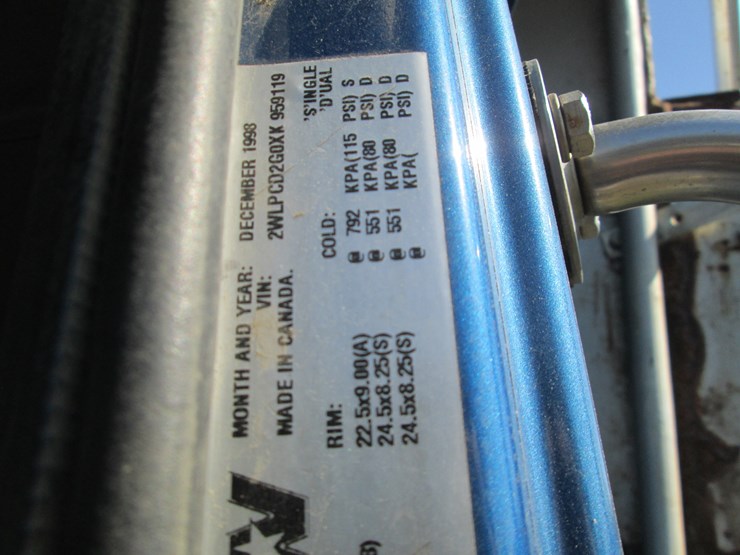 MONTH AND YEAR: DECEMBER 1998
VIN: 2WLPCD2G0XK 959119
MADE IN CANADA.
'S'INGLE
'D'UAL
RIM: COLD:
22.5x9.00(A) @ 792 KPA(115 PSI) S
24.5x8.25(S) @ 551 KPA(80 PSI) D
24.5x8.25(S) @ 551 KPA(80 PSI) D
@ KPA( PSI) D